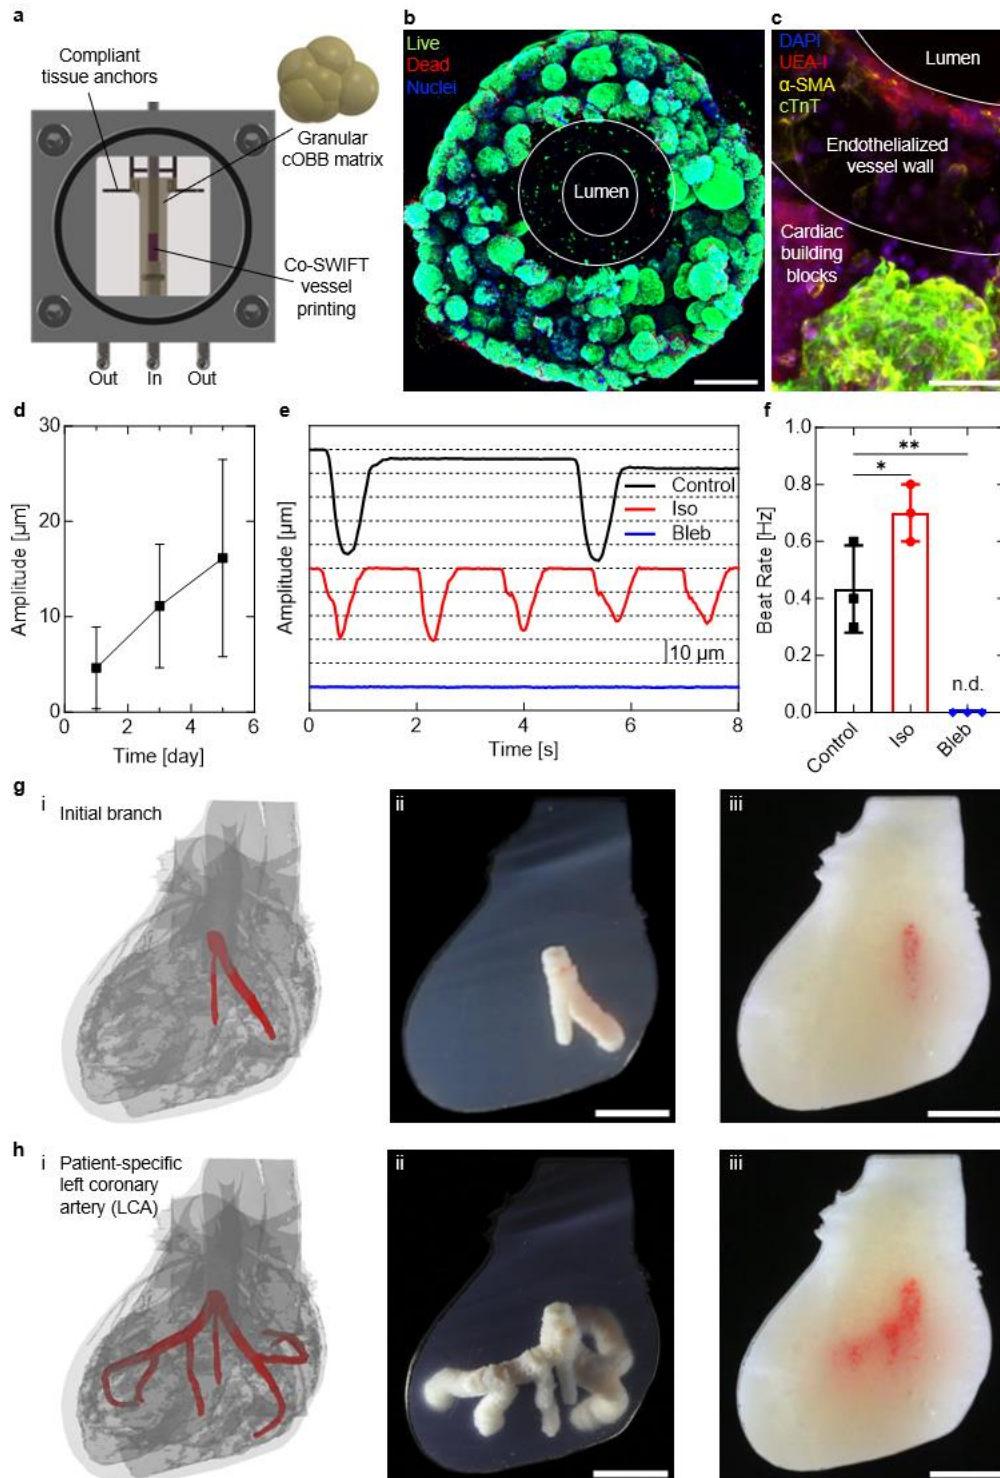 a
Compliant
tissue anchors
Granular
cOBB matrix
Co-SWIFT
vessel
printing
Out
In
Out
b
Live
Dead
Nuclei
Lumen
c
DAPI
UEA-I
α-SMA
cTnT
Lumen
Endothelialized
vessel wall
Cardiac
building
blocks
d
30
20
10
0
Amplitude [µm]
0 2 4 6
Time [day]
e
Amplitude [µm]
Control
Iso
Bleb
10 µm
0 2 4 6 8
Time [s]
f
1.0
0.8
0.6
0.4
0.2
0.0
Beat Rate [Hz]
**
*
n.d.
Control
Iso
Bleb
g
i
Initial branch
ii
iii
h
i
Patient-specific
left coronary
artery (LCA)
ii
iii